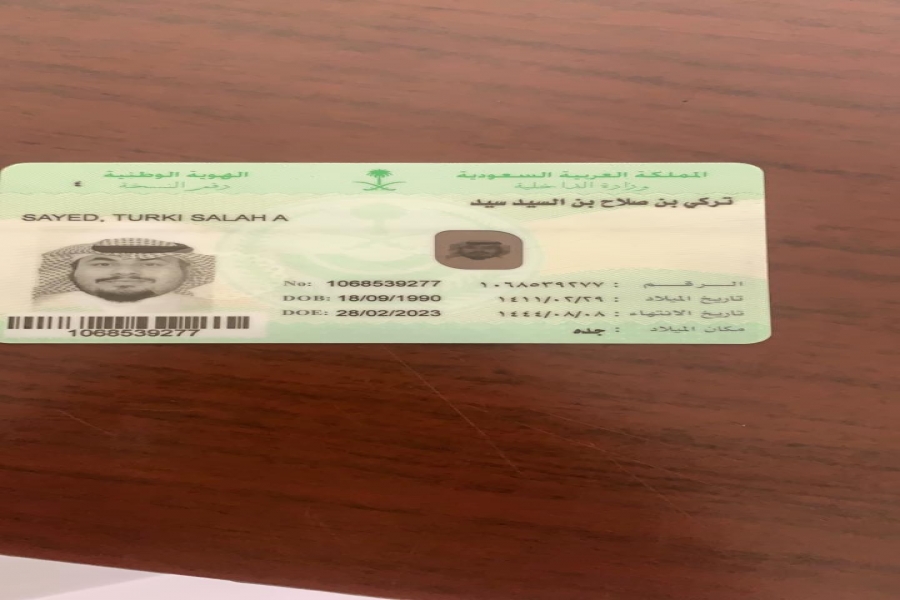 المملكة العربية السعودية
وزارة الداخلية
الهوية الوطنية
رقم النسخة ٤
تركي بن صلاح بن السيد سيد
SAYED, TURKI SALAH A
الرقم : ١٠٦٨٥٣٩٢٧٧
No: 1068539277
تاريخ الميلاد : ١٤١١/٠٢/٢٩
DOB: 18/09/1990
تاريخ الانتهاء : ١٤٤٤/٠٨/٠٨
DOE: 28/02/2023
مكان الميلاد : جده
1068539277